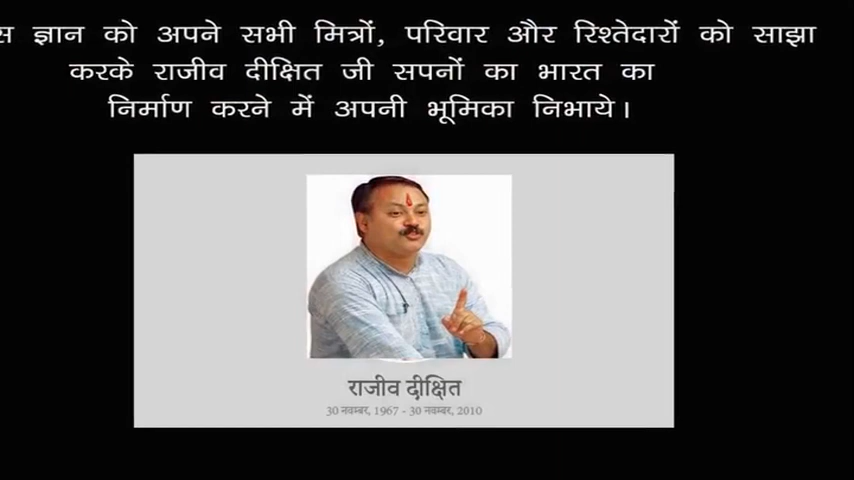 ज्ञान को अपने सभी मित्रों, परिवार और रिश्तेदारों को साझा
करके राजीव दीक्षित जी सपनों का भारत का
निर्माण करने में अपनी भूमिका निभाये।
राजीव दीक्षित
30 नवम्बर, 1967 - 30 नवम्बर, 2010